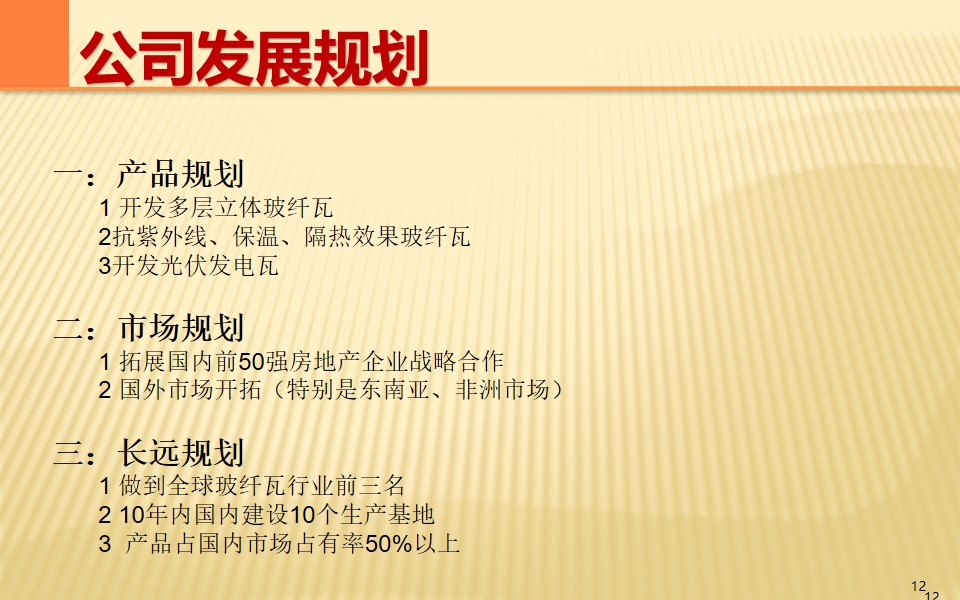 公司发展规划
一：产品规划
1 开发多层立体玻纤瓦
2抗紫外线、保温、隔热效果玻纤瓦
3开发光伏发电瓦
二：市场规划
1 拓展国内前50强房地产企业战略合作
2 国外市场开拓（特别是东南亚、非洲市场）
三：长远规划
1 做到全球玻纤瓦行业前三名
2 10年内国内建设10个生产基地
3 产品占国内市场占有率50%以上
12
12